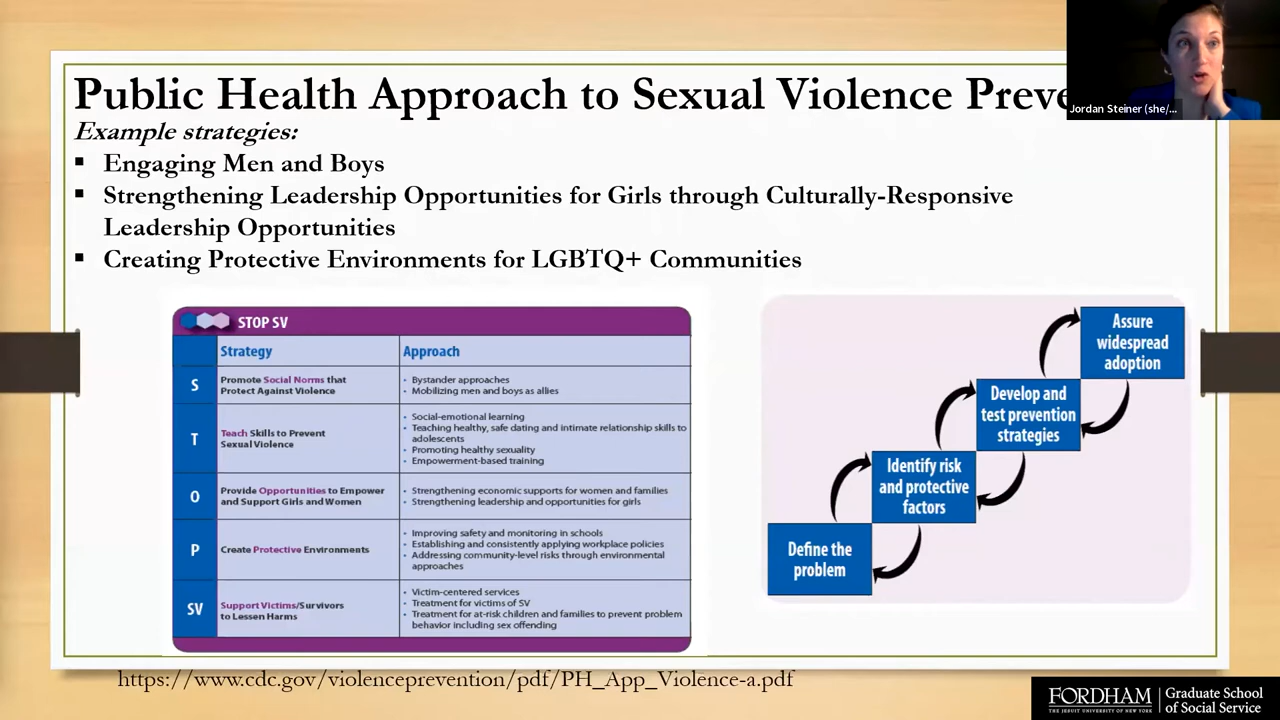 Public Health Approach to Sexual Violence Preve
Jordan Steiner (she/...
Example strategies:
▪ Engaging Men and Boys
▪ Strengthening Leadership Opportunities for Girls through Culturally-Responsive
Leadership Opportunities
▪ Creating Protective Environments for LGBTQ+ Communities
STOP SV
Strategy
Approach
S
Promote Social Norms that
Protect Against Violence
• Bystander approaches
• Mobilizing men and boys as allies
T
Teach Skills to Prevent
Sexual Violence
• Social-emotional learning
• Teaching healthy, safe dating and intimate relationship skills to
adolescents
• Promoting healthy sexuality
• Empowerment-based training
O
Provide Opportunities to Empower
and Support Girls and Women
• Strengthening economic supports for women and families
• Strengthening leadership and opportunities for girls
P
Create Protective Environments
• Improving safety and monitoring in schools
• Establishing and consistently applying workplace policies
• Addressing community-level risks through environmental
approaches
SV
Support Victims/Survivors
to Lessen Harms
• Victim-centered services
• Treatment for victims of SV
• Treatment for at-risk children and families to prevent problem
behavior including sex offending
Assure
widespread
adoption
Develop and
test prevention
strategies
Identify risk
and protective
factors
Define the
problem
https://www.cdc.gov/violenceprevention/pdf/PH_App_Violence-a.pdf
FORDHAM
THE JESUIT UNIVERSITY OF NEW YORK
Graduate School
of Social Service